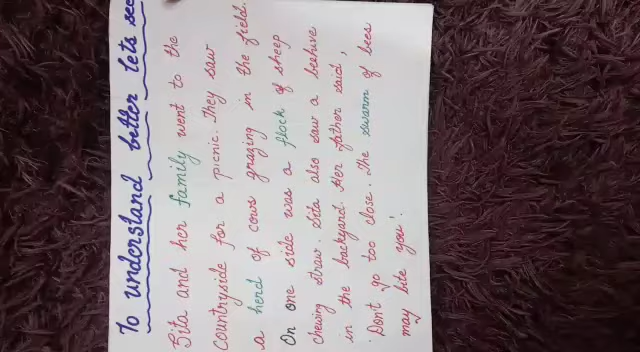 To understand better lets see
Sita and her family went to the
countryside for a picnic. They saw
a herd of cows grazing in the field.
On one side was a flock of sheep
chewing straw. Sita also saw a beehive
in the backyard. Her father said,
'Don't go too close. The swarm of bees
may bite you'.